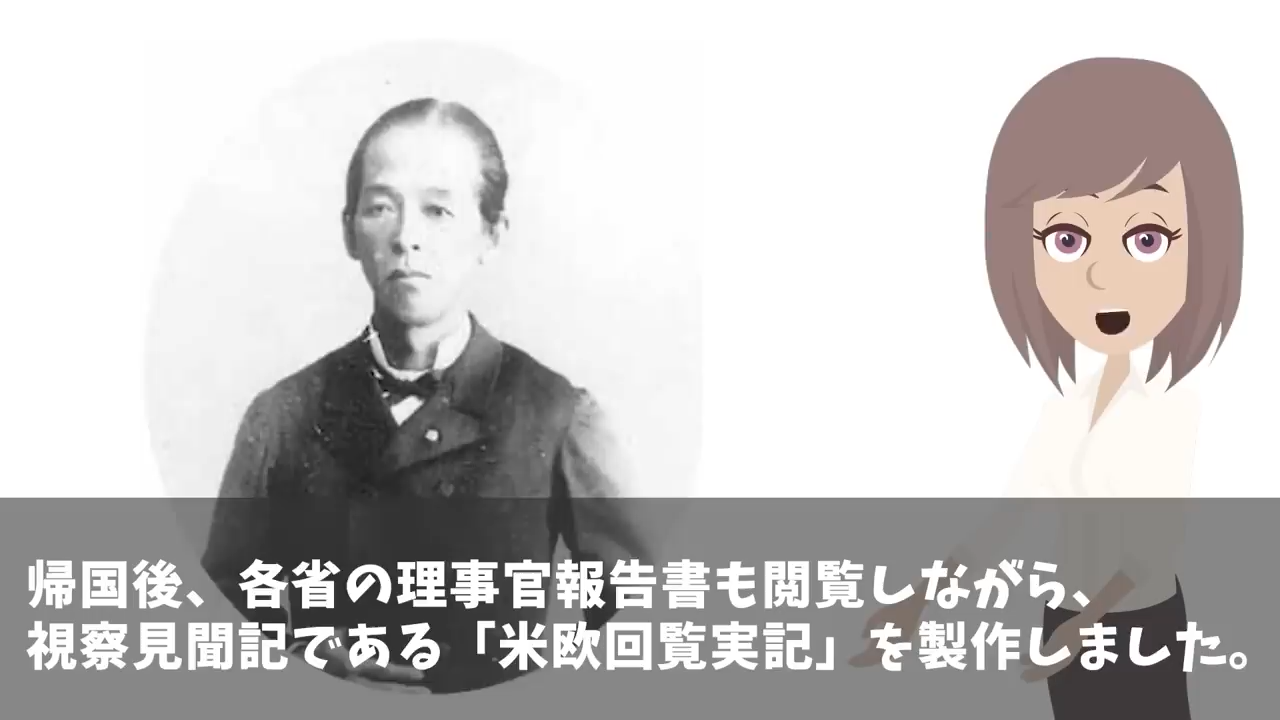 帰国後、各省の理事官報告書も閲覧しながら、
視察見聞記である「米欧回覧実記」を製作しました。